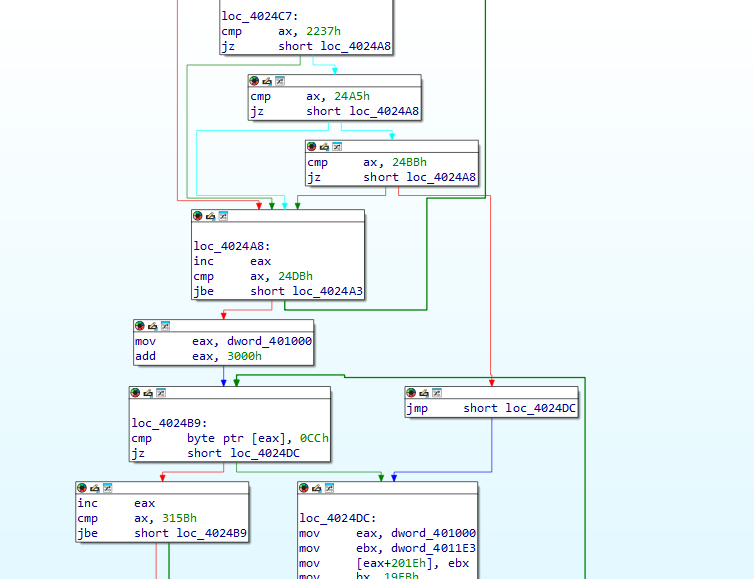 loc_4024C7:
cmp ax, 2237h
jz short loc_4024A8
cmp ax, 24A5h
jz short loc_4024A8
cmp ax, 24BBh
jz short loc_4024A8
loc_4024A8:
inc eax
cmp ax, 24DBh
jbe short loc_4024A3
mov eax, dword_401000
add eax, 3000h
loc_4024B9:
cmp byte ptr [eax], 0CCh
jz short loc_4024DC
jmp short loc_4024DC
inc eax
cmp ax, 315Bh
jbe short loc_4024B9
loc_4024DC:
mov eax, dword_401000
mov ebx, dword_4011E3
mov [eax+201Eh], ebx
mov bx, 19EBh